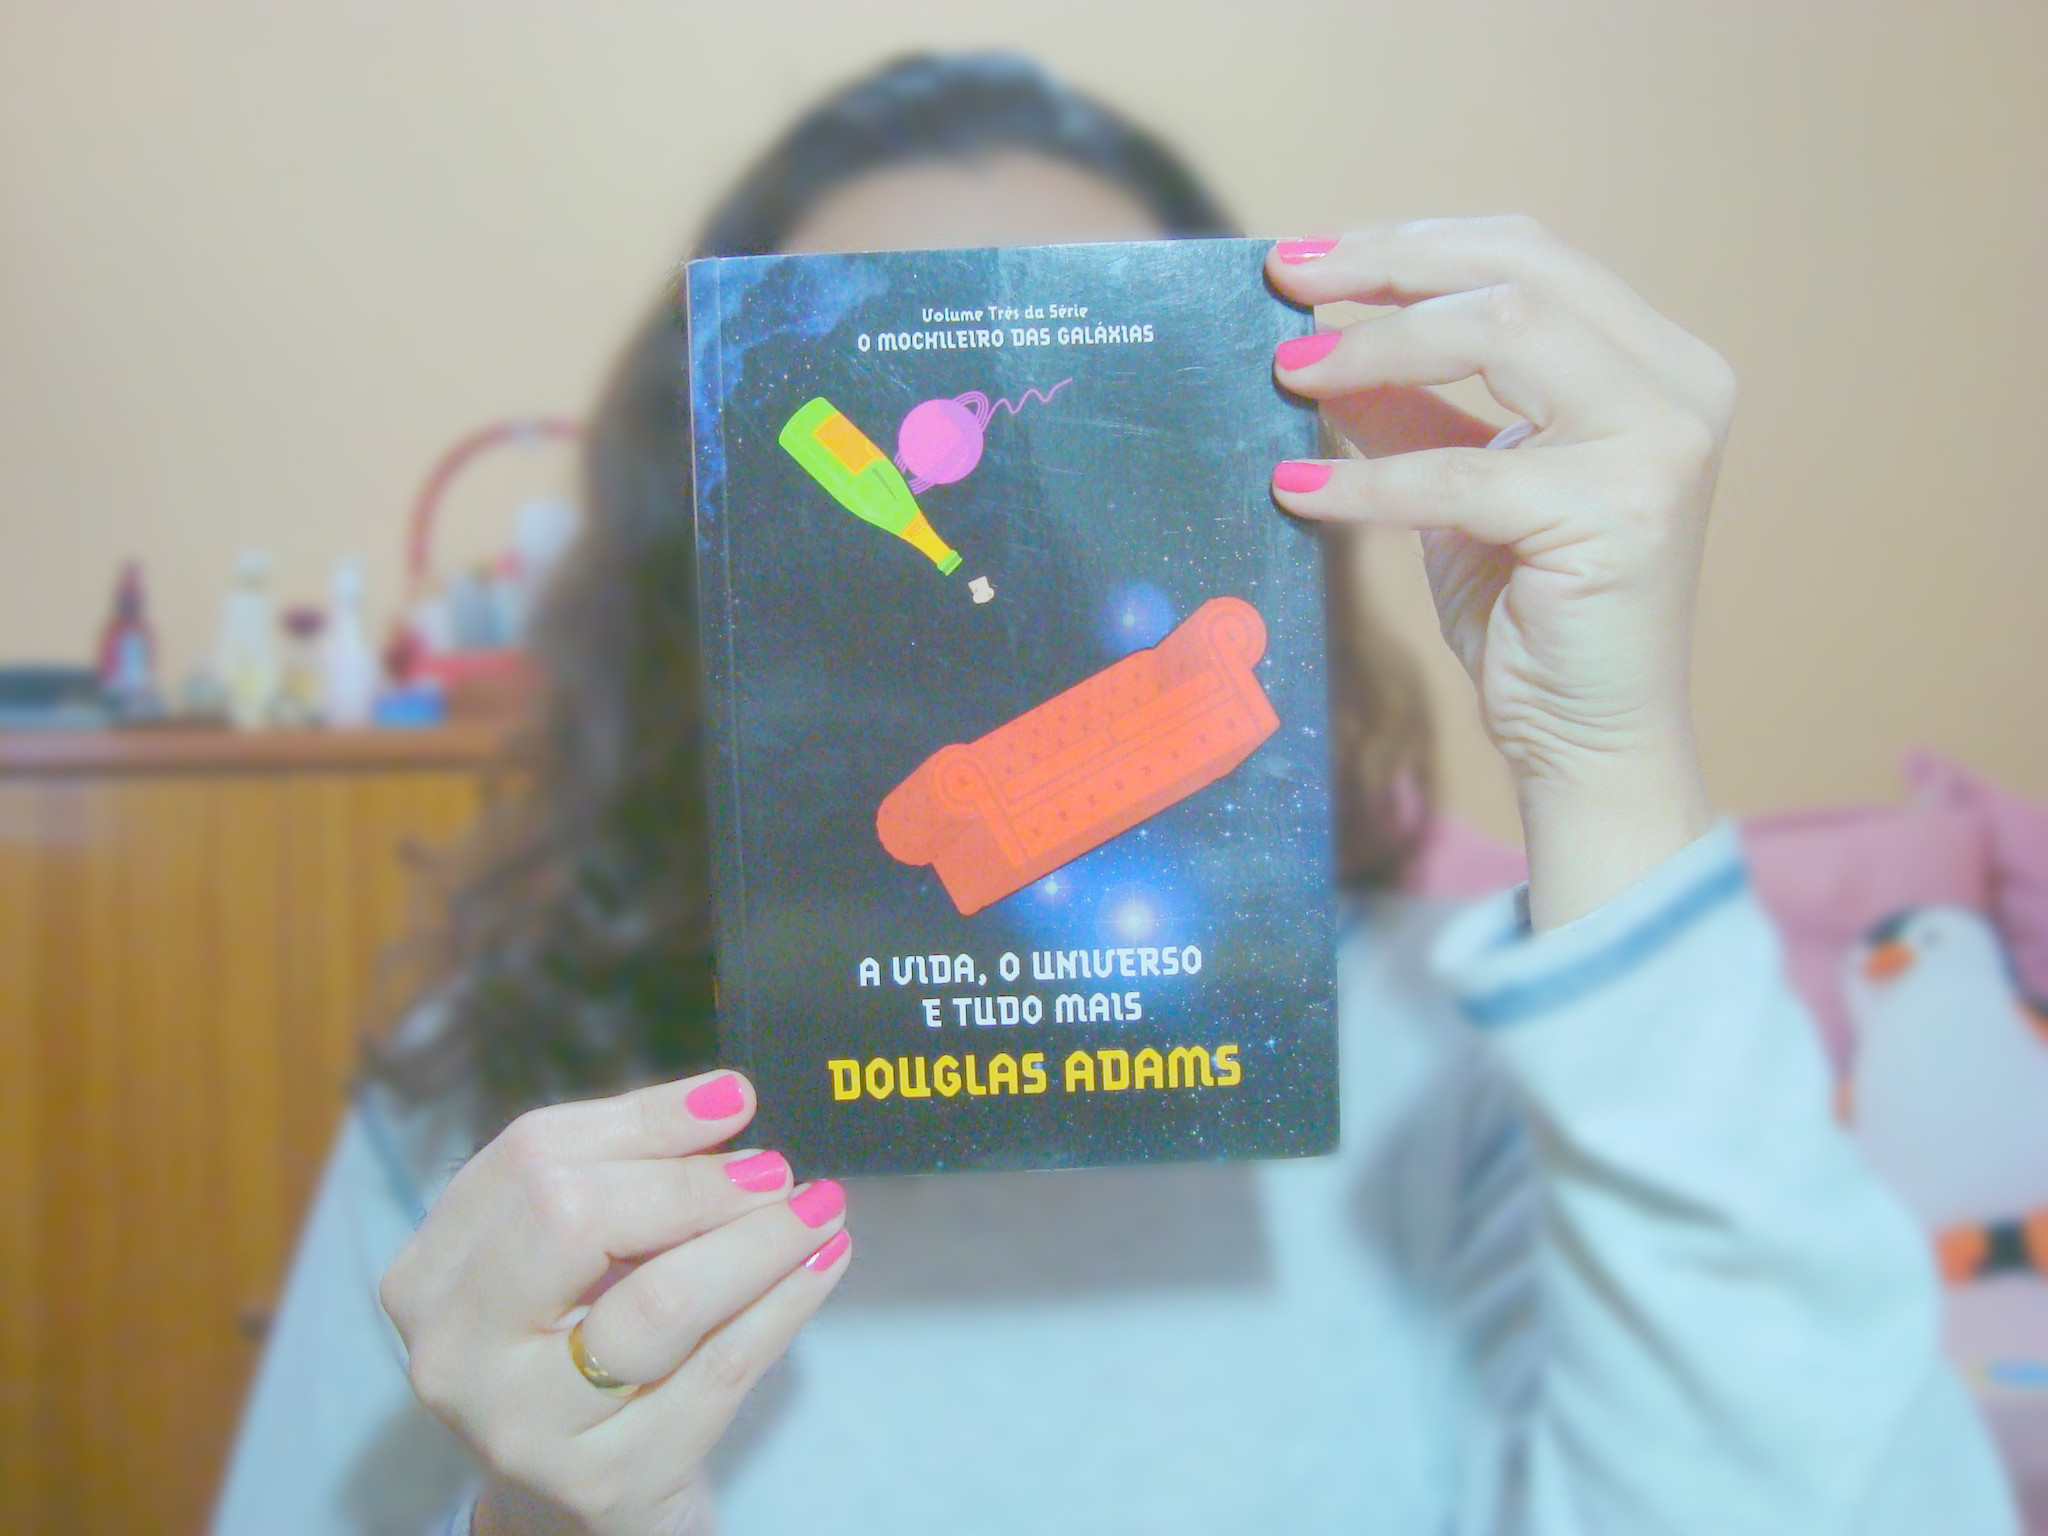 Volume Três da Série
O MOCHILEIRO DAS GALÁXIAS
A VIDA, O UNIVERSO
E TUDO MAIS
DOUGLAS ADAMS